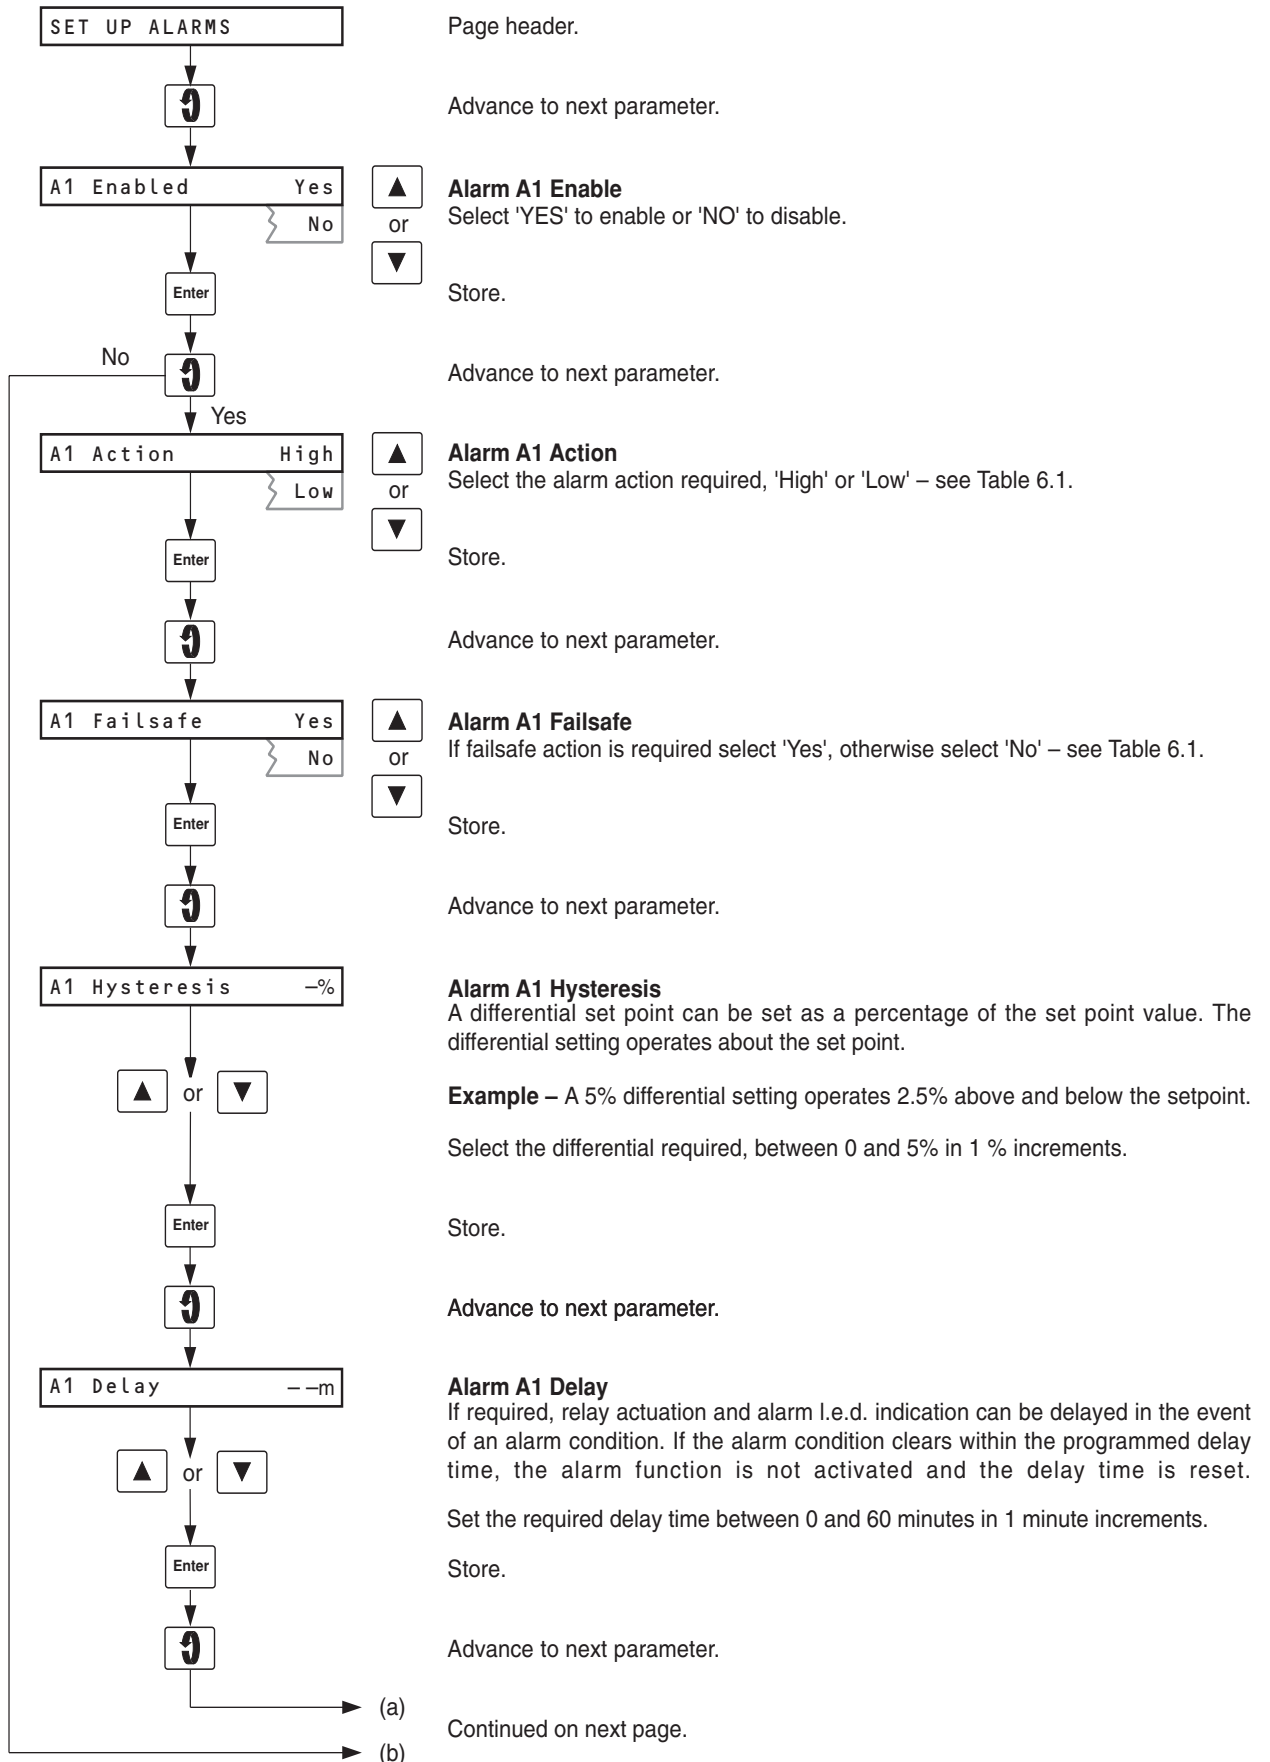 SET UP ALARMS
Page header.
Advance to next parameter.
A1 Enabled Yes
No
or
Alarm A1 Enable
Select 'YES' to enable or 'NO' to disable.
Enter
Store.
No
Advance to next parameter.
Yes
A1 Action High
Low
or
Alarm A1 Action
Select the alarm action required, 'High' or 'Low' – see Table 6.1.
Enter
Store.
Advance to next parameter.
A1 Failsafe Yes
No
or
Alarm A1 Failsafe
If failsafe action is required select 'Yes', otherwise select 'No' – see Table 6.1.
Enter
Store.
Advance to next parameter.
A1 Hysteresis –%
Alarm A1 Hysteresis
A differential set point can be set as a percentage of the set point value. The
differential setting operates about the set point.
or
Example – A 5% differential setting operates 2.5% above and below the setpoint.
Select the differential required, between 0 and 5% in 1 % increments.
Enter
Store.
Advance to next parameter.
A1 Delay – –m
Alarm A1 Delay
If required, relay actuation and alarm l.e.d. indication can be delayed in the event
of an alarm condition. If the alarm condition clears within the programmed delay
time, the alarm function is not activated and the delay time is reset.
or
Set the required delay time between 0 and 60 minutes in 1 minute increments.
Enter
Store.
Advance to next parameter.
(a)
Continued on next page.
(b)